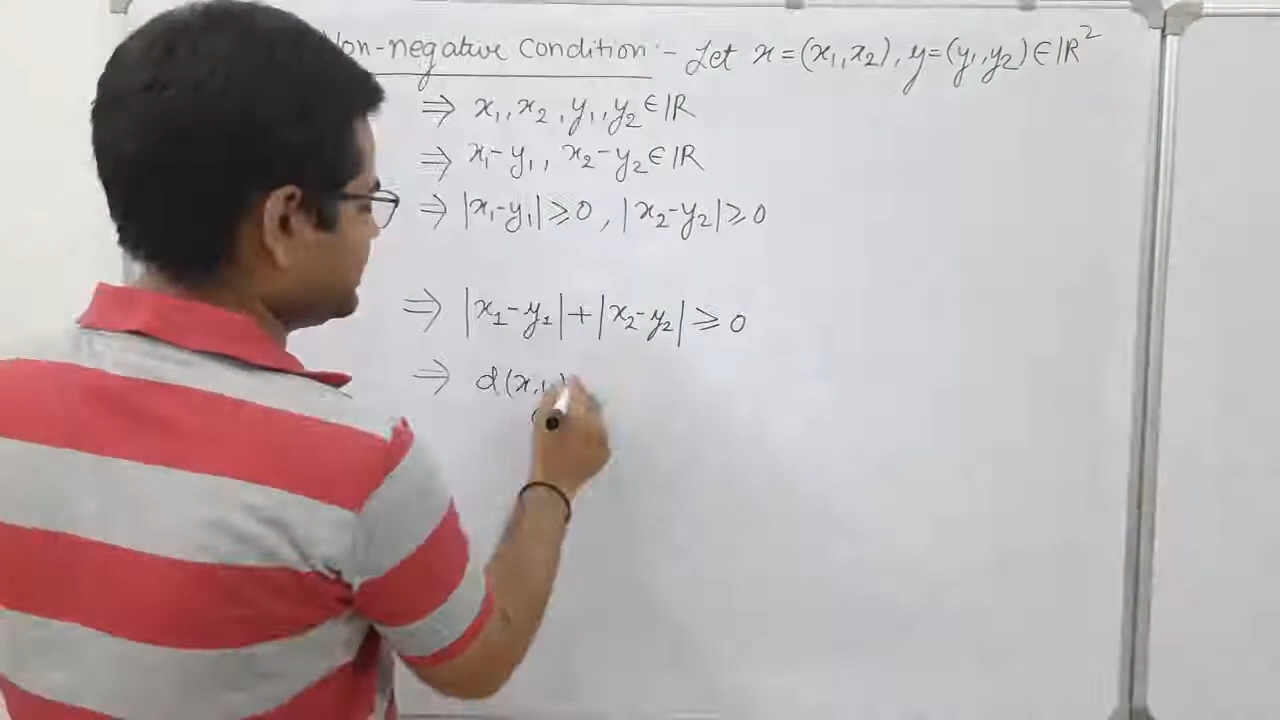 Non-negative Condition :- Let x=(x₁,x₂), y=(y₁,y₂)∈ℝ²
⇒ x₁,x₂,y₁,y₂∈ℝ
⇒ x₁-y₁, x₂-y₂∈ℝ
⇒ |x₁-y₁|≥0, |x₂-y₂|≥0
⇒ |x₁-y₁|+|x₂-y₂|≥0
⇒ d(x,y)